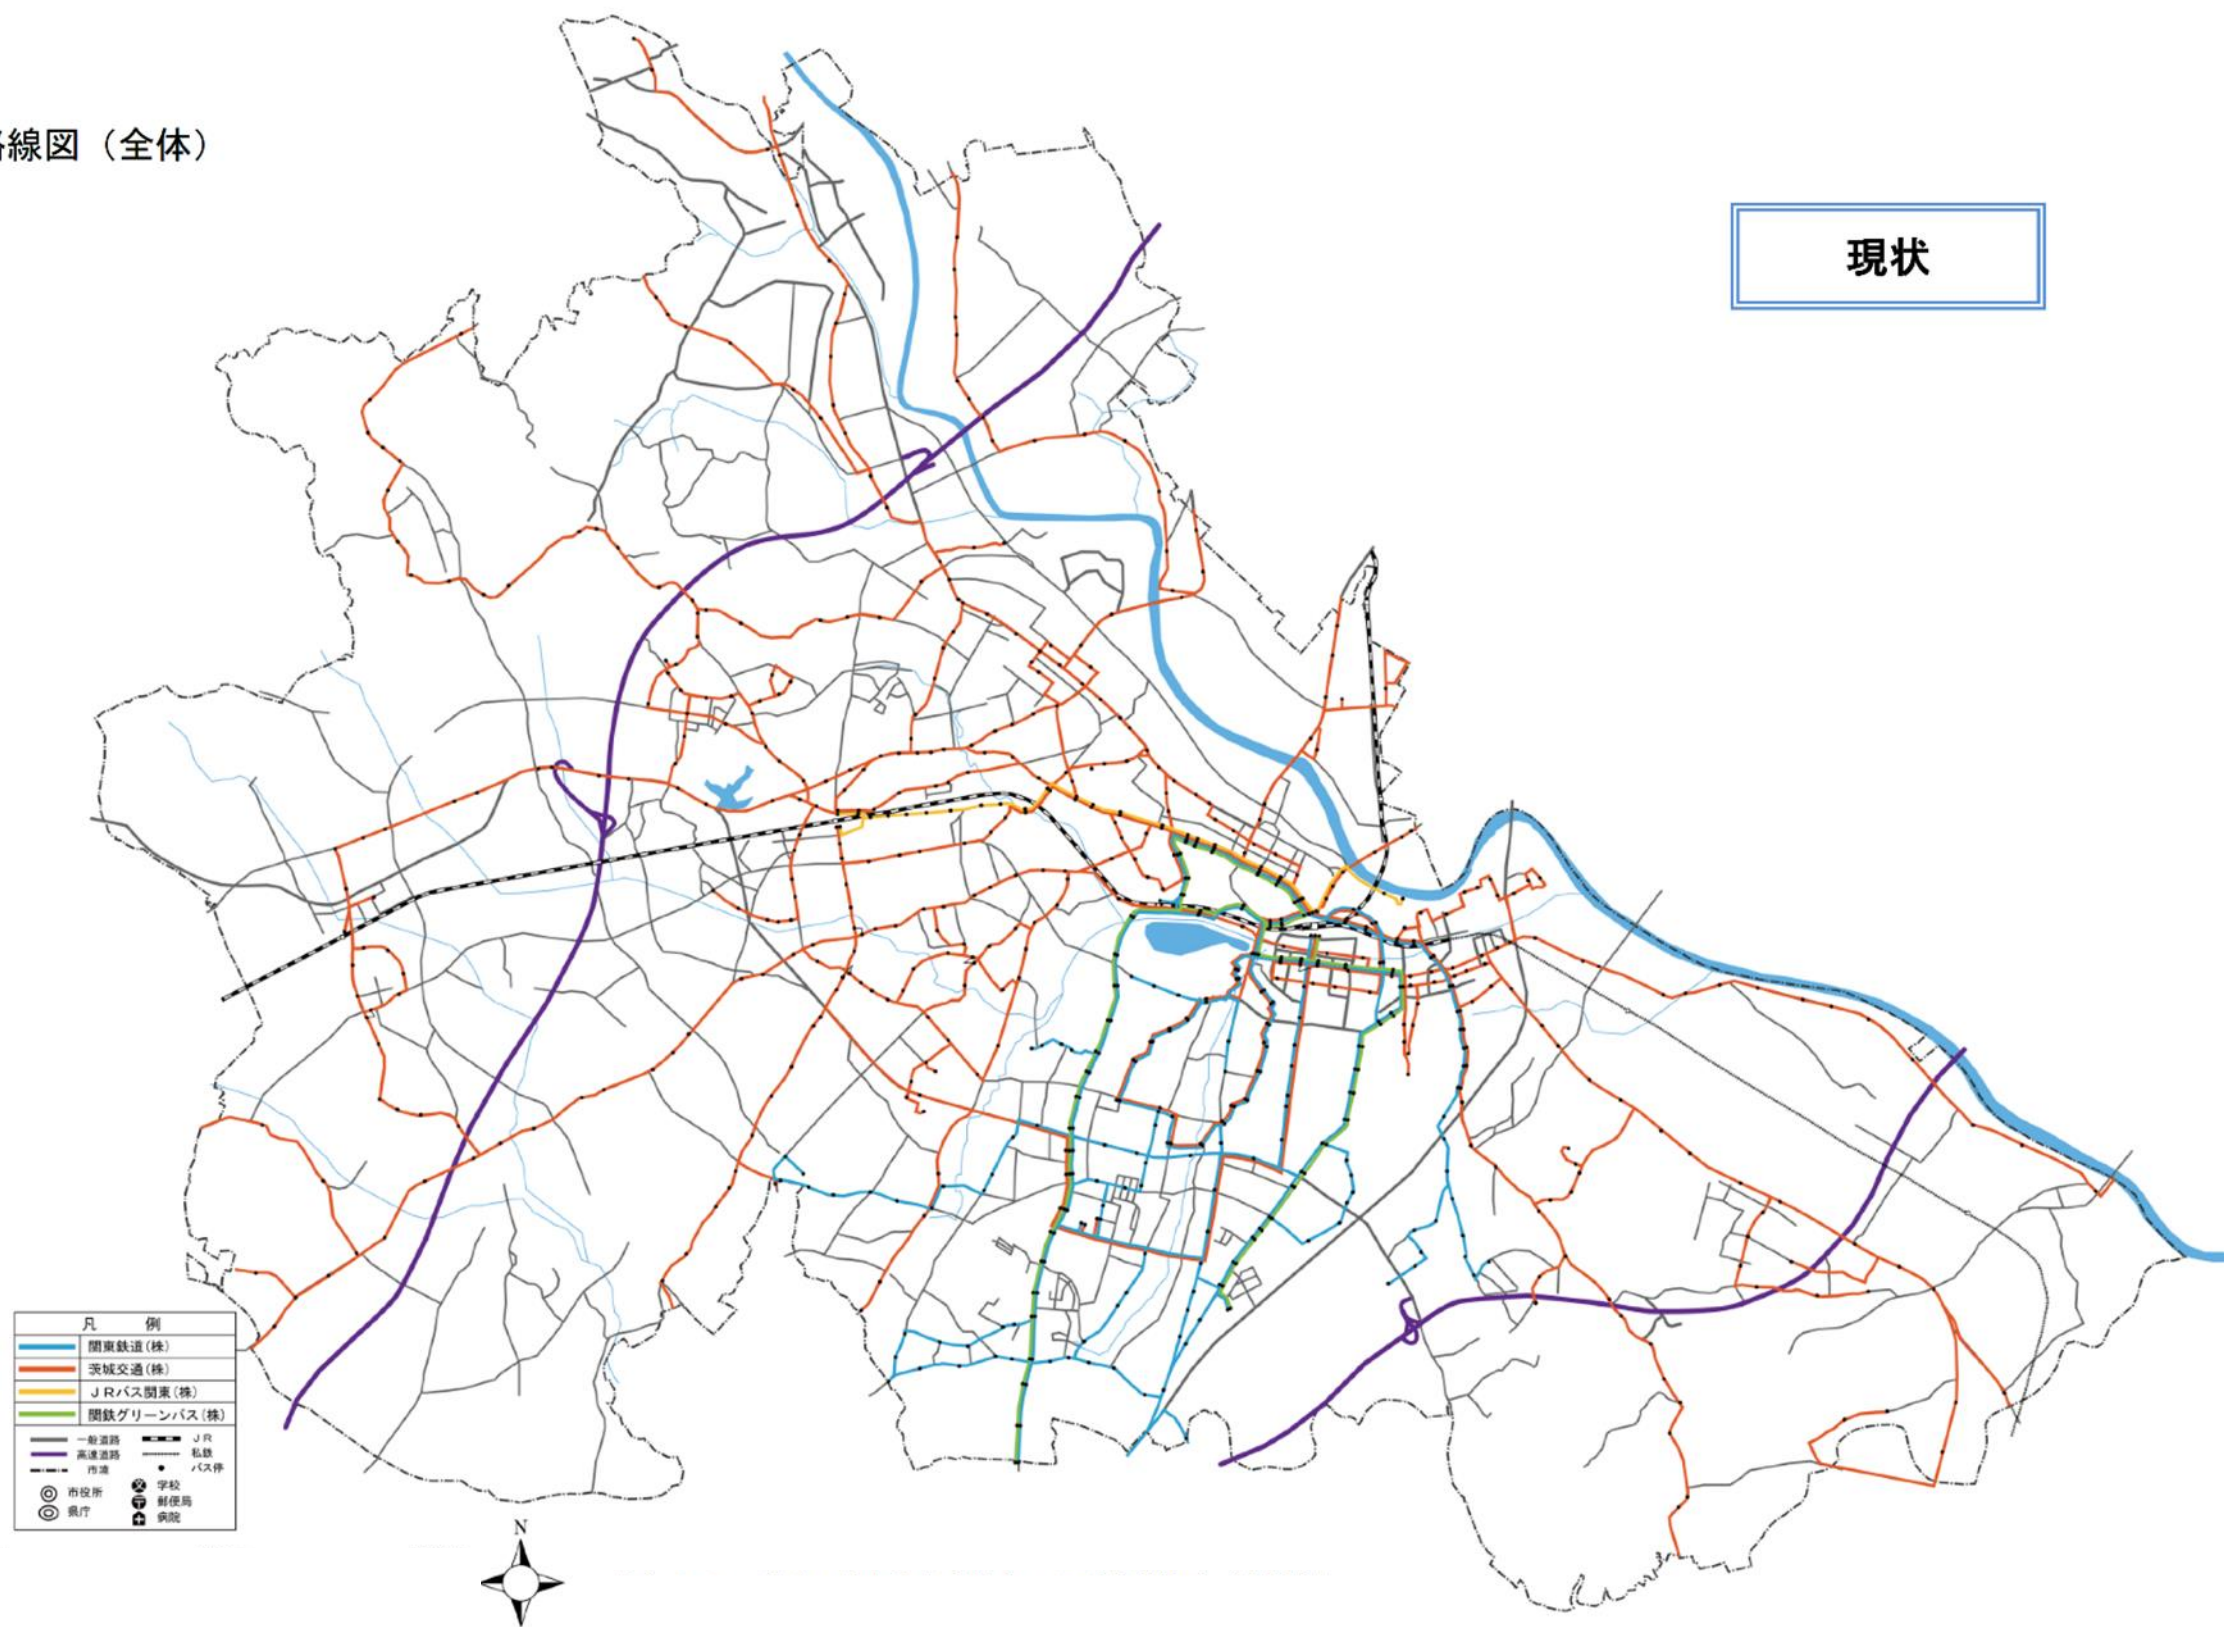 路線図（全体）
現状
凡 例
関東鉄道(株)
茨城交通(株)
ＪＲバス関東(株)
関鉄グリーンバス(株)
一般道路 ＪＲ
高速道路 私鉄
市境 バス停
市役所 学校
県庁 郵便局
病院
N